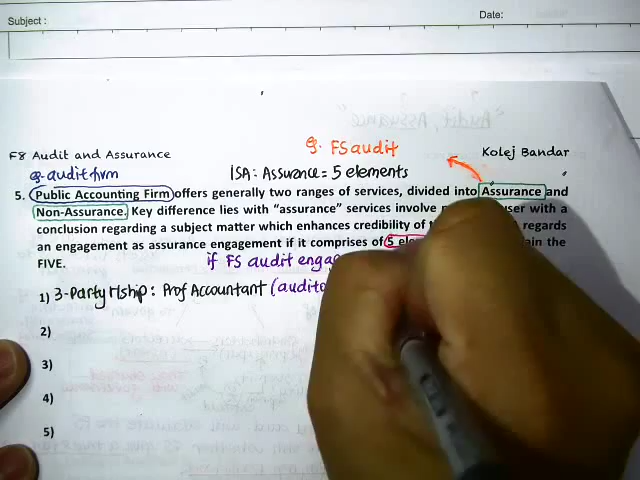 Subject :
Date:
F8 Audit and Assurance
eg. FS audit
Kolej Bandar
eg. audit firm
ISA: Assurance = 5 elements
5. Public Accounting Firm offers generally two ranges of services, divided into Assurance and
Non-Assurance. Key difference lies with "assurance" services involve user with a
conclusion regarding a subject matter which enhances credibility of regards
an engagement as assurance engagement if it comprises of 5 the
FIVE.
if FS audit
1) 3-Party r/ship: Prof Accountant
2)
3)
4)
5)